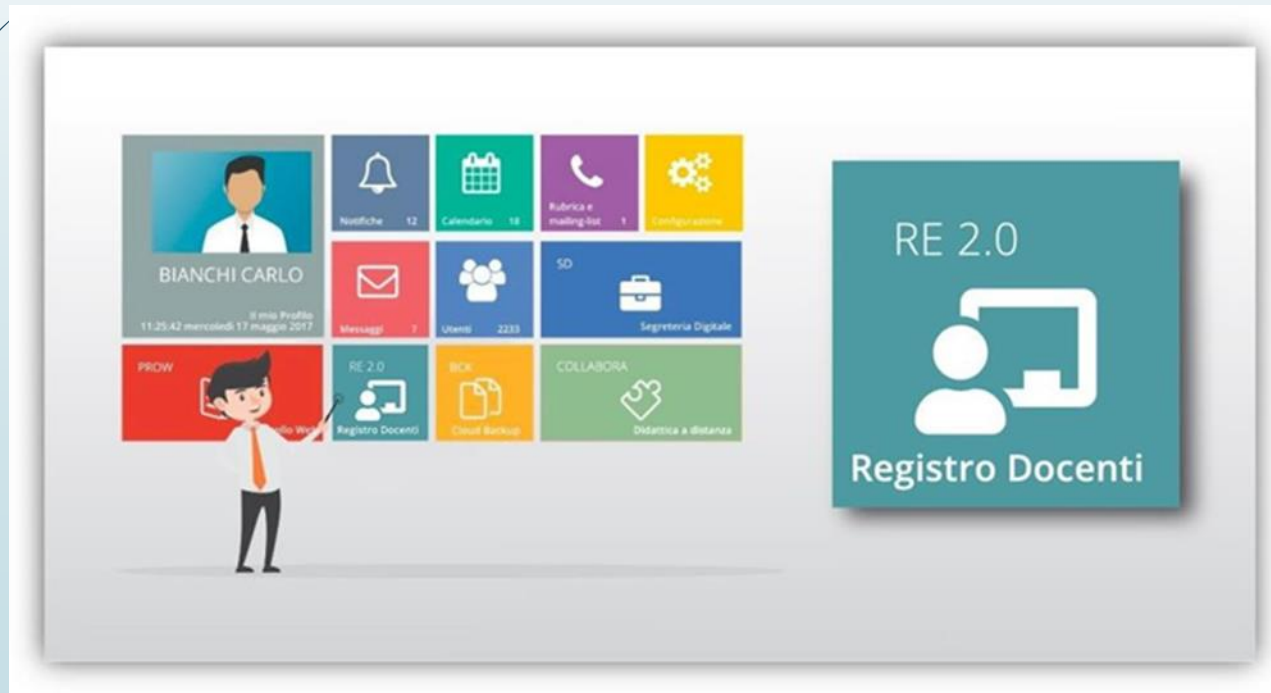 BIANCHI CARLO
Il mio Profilo
11:25:42 mercoledì 17 maggio 2017
Notifiche 12
Calendario 18
Rubrica e
mailing-list 1
Configurazione
Messaggi 7
Utenti 2233
SD
Segreteria Digitale
PROW
Web
RE 2.0
Registro Docenti
BCK
Cloud Backup
COLLABORA
Didattica a distanza
RE 2.0
Registro Docenti